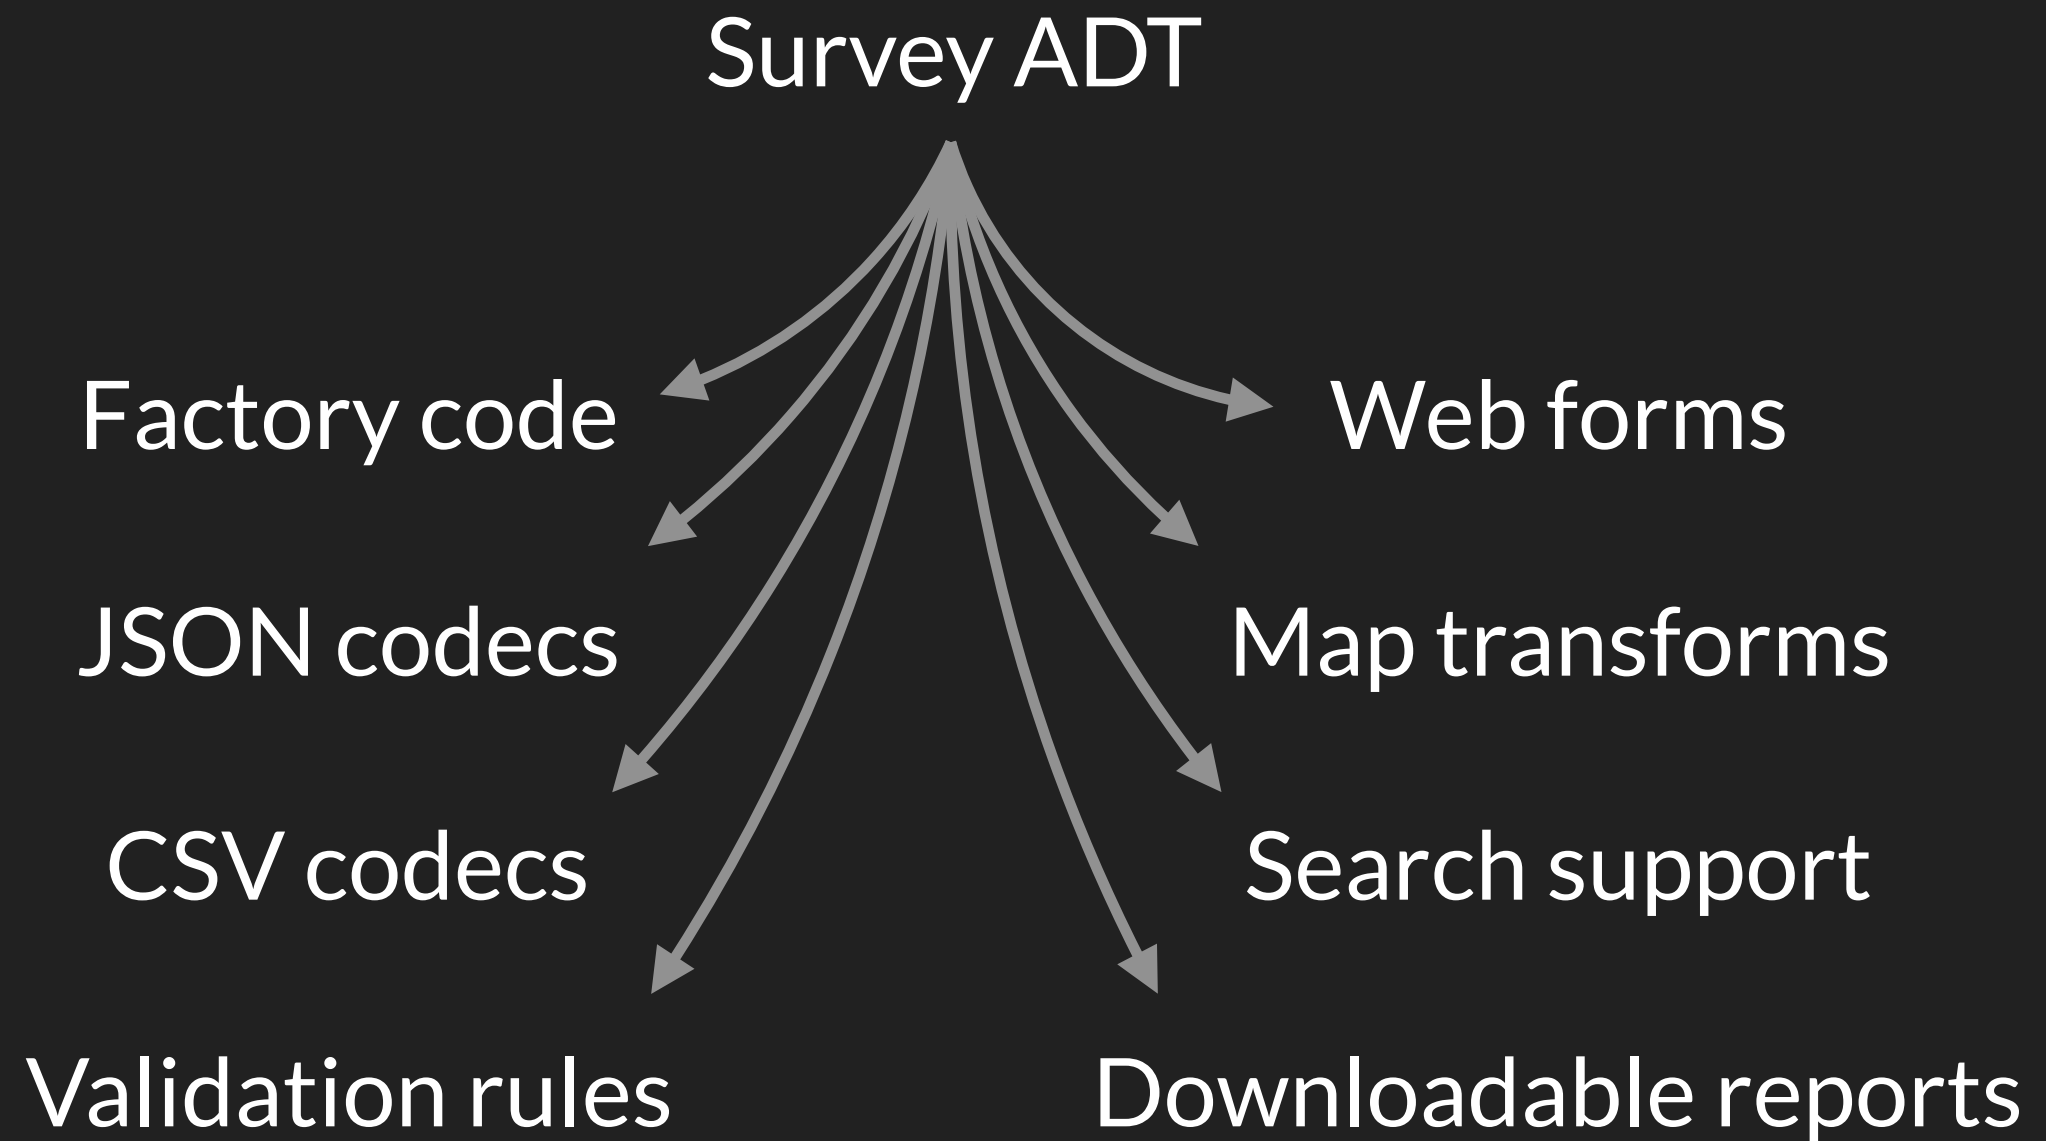 Survey ADT
Factory code
Web forms
JSON codecs
Map transforms
CSV codecs
Search support
Validation rules
Downloadable reports